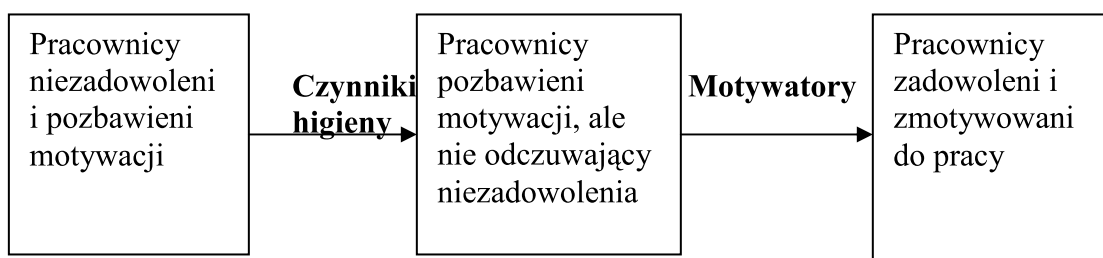 Pracownicy
niezadowoleni
i pozbawieni
motywacji
Czynniki
higieny
Pracownicy
pozbawieni
motywacji, ale
nie odczuwający
niezadowolenia
Motywatory
Pracownicy
zadowoleni i
zmotywowani
do pracy